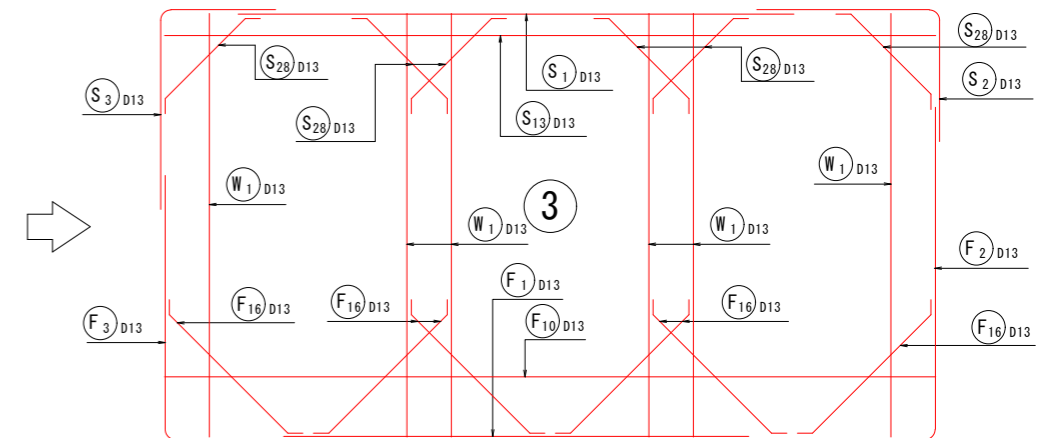 S28 D13
S1 D13
S28 D13
S28 D13
S2 D13
S3 D13
S28 D13
S13 D13
W1 D13
W1 D13
3
W1 D13
W1 D13
F2 D13
F1 D13
F16 D13
F16 D13
F16 D13
F3 D13
F10 D13
F16 D13